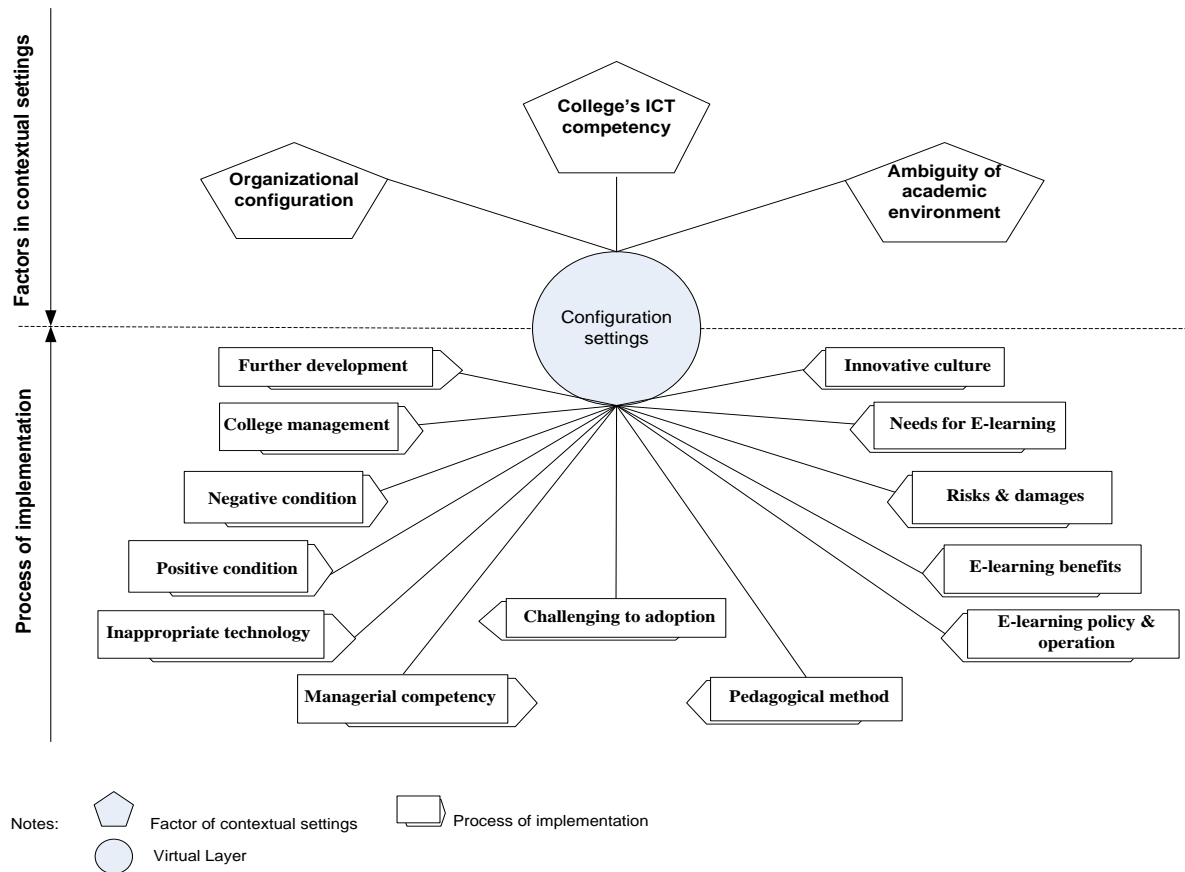 Factors in contextual settings
College's ICT
competency
Organizational
configuration
Ambiguity of
academic
environment
Configuration
settings
Process of implementation
Further development
Innovative culture
College management
Needs for E-learning
Negative condition
Risks & damages
Positive condition
E-learning benefits
Inappropriate technology
Challenging to adoption
E-learning policy &
operation
Managerial competency
Pedagogical method
Notes:
Factor of contextual settings
Process of implementation
Virtual Layer